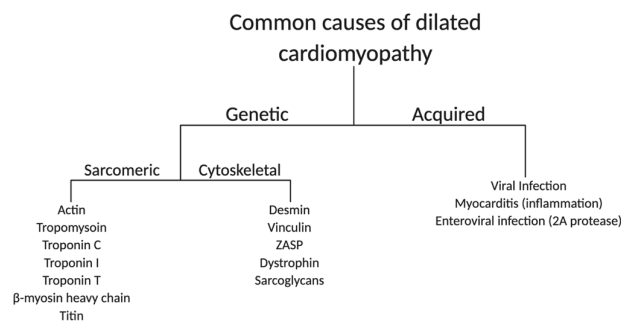 Common causes of dilated
cardiomyopathy
Genetic
Acquired
Sarcomeric
Cytoskeletal
Actin
Tropomysoin
Troponin C
Troponin I
Troponin T
β-myosin heavy chain
Titin
Desmin
Vinculin
ZASP
Dystrophin
Sarcoglycans
Viral Infection
Myocarditis (inflammation)
Enteroviral infection (2A protease)